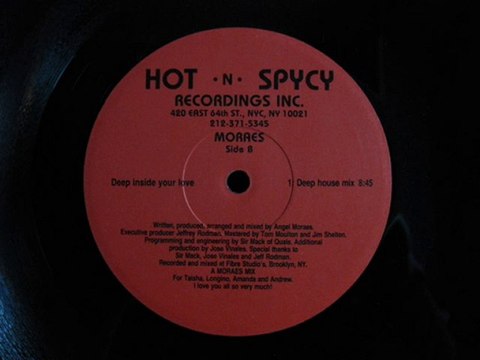 HOT • N • SPYCY
RECORDINGS INC.
420 EAST 64th ST., NYC, NY 10021
212-371-5345
MORAES
Side B
Deep inside your love 1 Deep house mix 8:45
Written, produced, arranged and mixed by Angel Moraes.
Executive producer Jeffrey Rodman. Mastered by Tom Moulton and Jim Shelton.
Programming and engineering by Sir Mack of Ouals. Additional
production by Jose Vinales. Special thanks to
Sir Mack, Jose Vinales and Jeff Rodman.
Recorded and mixed at Fibre Studio's, Brooklyn, NY.
A MORAES MIX
For Taisha, Longino, Amanda and Andrew.
I love you all so very much!